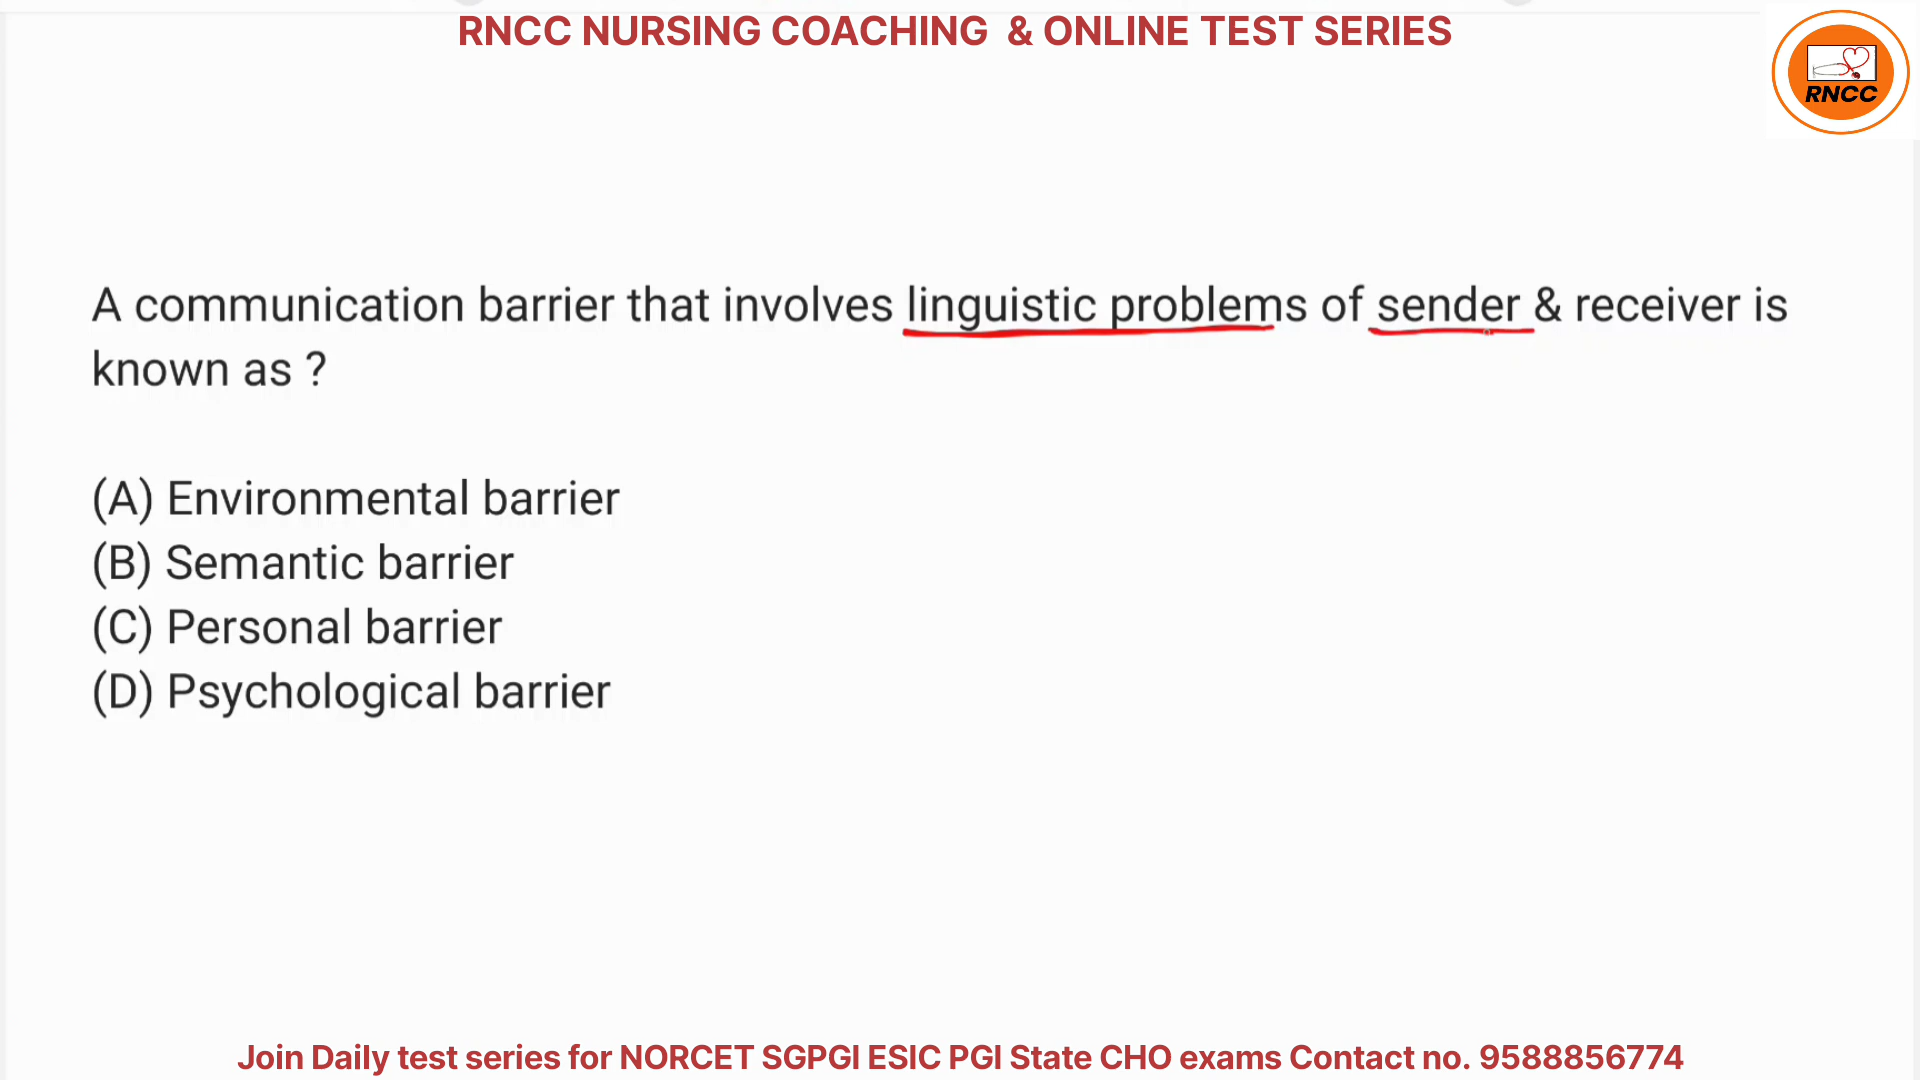 RNCC NURSING COACHING & ONLINE TEST SERIES
RNCC
A communication barrier that involves linguistic problems of sender & receiver is
known as ?
(A) Environmental barrier
(B) Semantic barrier
(C) Personal barrier
(D) Psychological barrier
Join Daily test series for NORCET SGPGI ESIC PGI State CHO exams Contact no. 9588856774